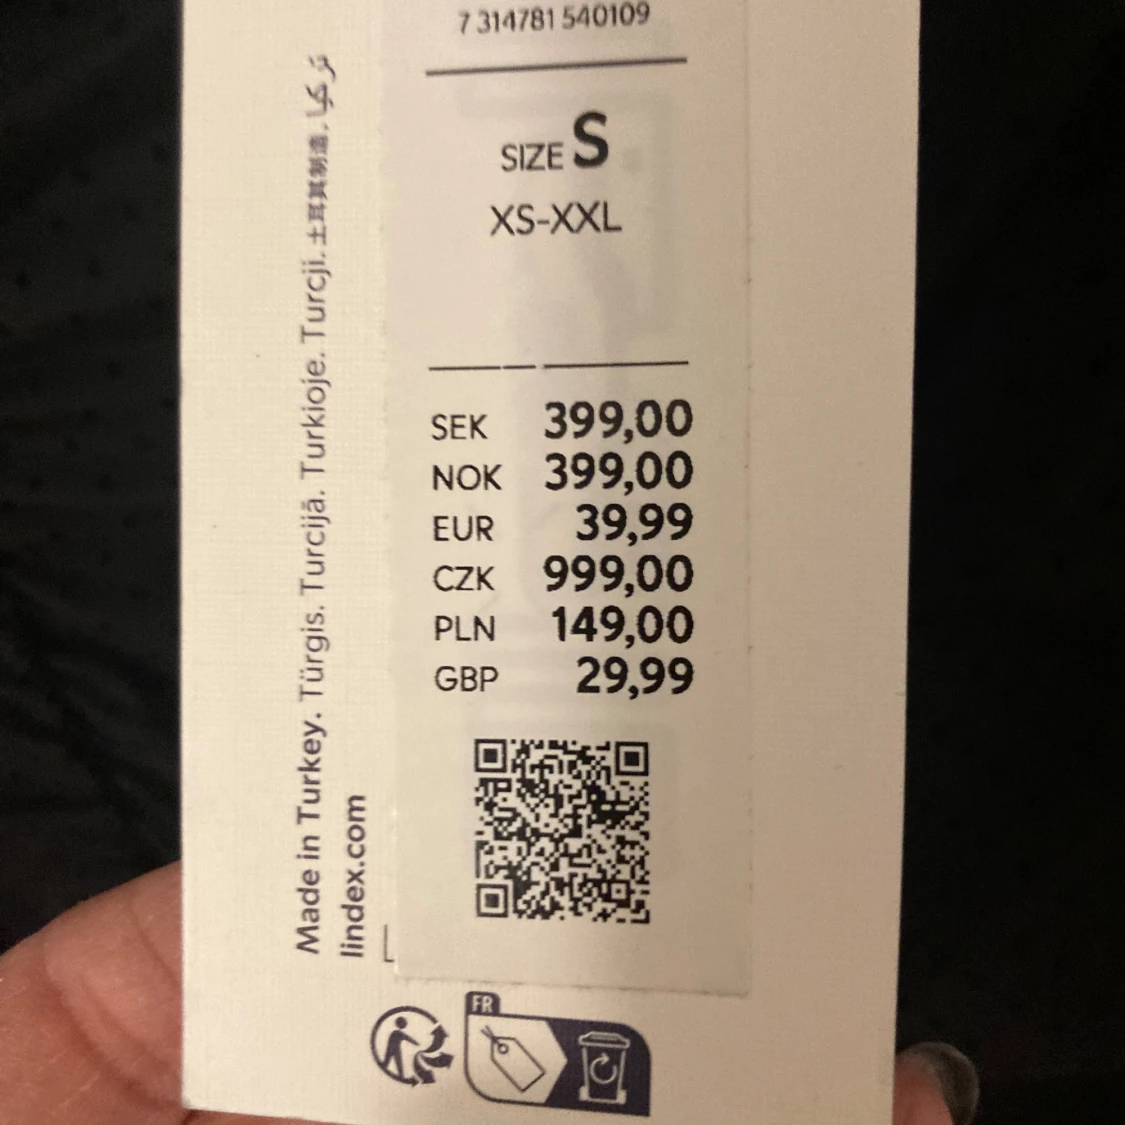 7 314781 540109
SIZE S
XS-XXL
SEK 399,00
NOK 399,00
EUR 39,99
CZK 999,00
PLN 149,00
GBP 29,99
Made in Turkey. Türgis. Turcijā. Turkioje. Turcji. 土耳其制造. تركيا
lindex.com
FR